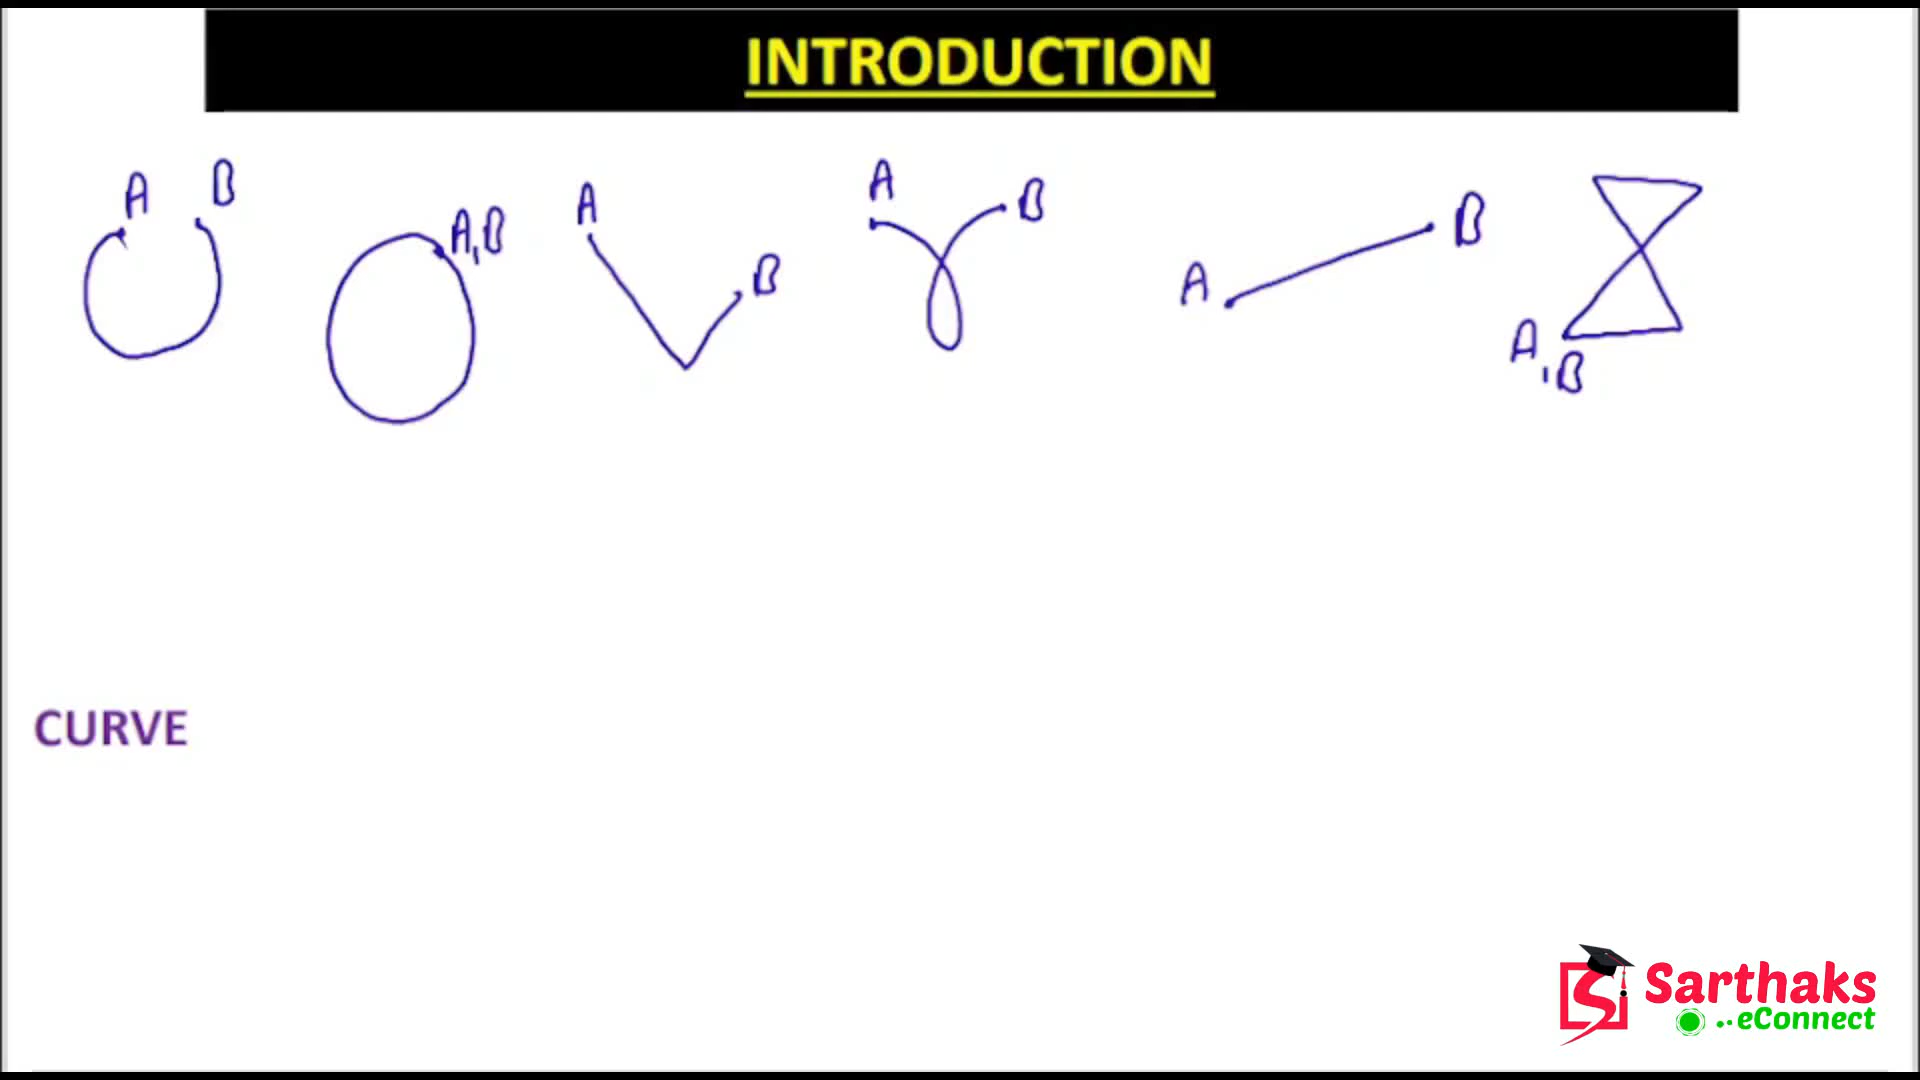 INTRODUCTION
A B
A,B
A
B
A
B
A
B
A,B
CURVE
Sarthaks
eConnect